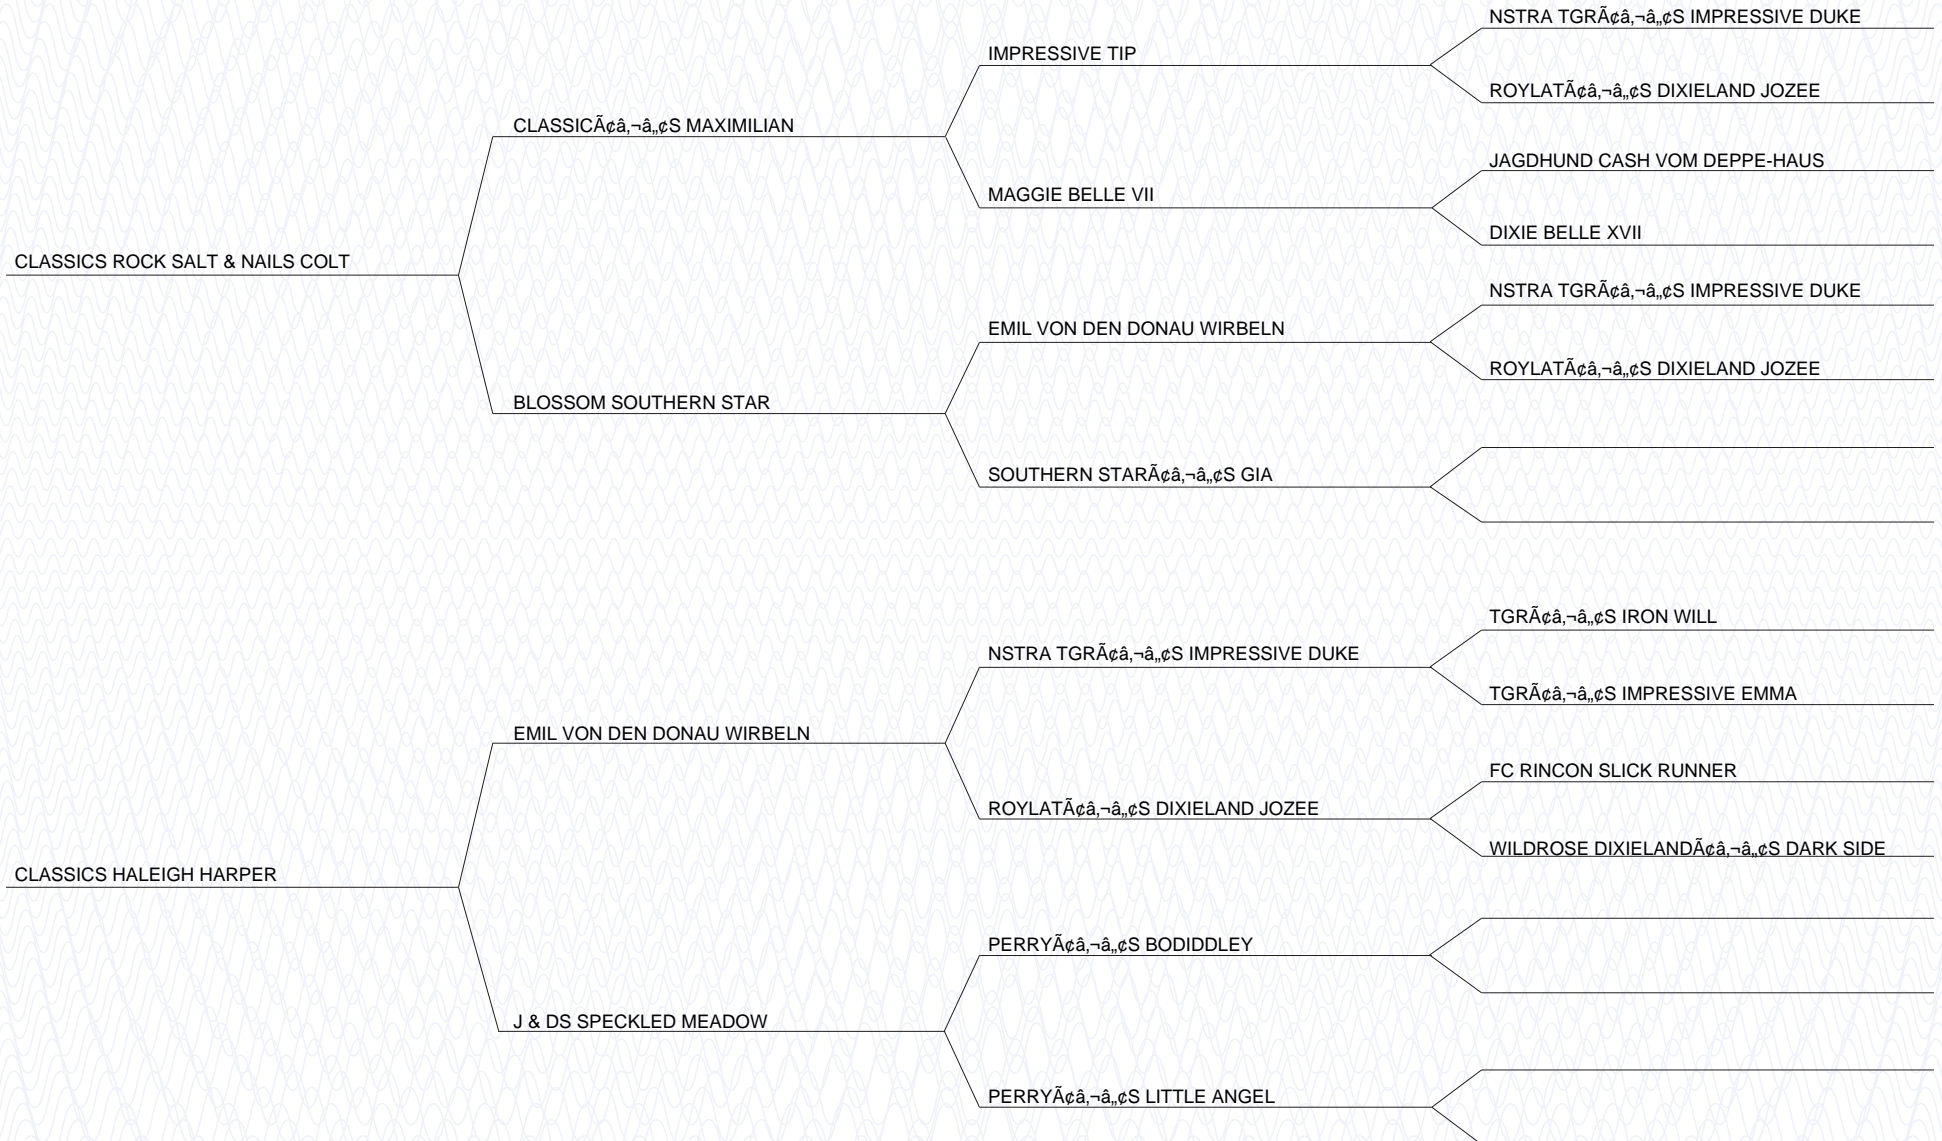 NSTRA TGRÃ¢â‚¬â„¢S IMPRESSIVE DUKE
IMPRESSIVE TIP
ROYLATÃ¢â‚¬â„¢S DIXIELAND JOZEE
CLASSICÃ¢â‚¬â„¢S MAXIMILIAN
JAGDHUND CASH VOM DEPPE-HAUS
MAGGIE BELLE VII
DIXIE BELLE XVII
CLASSICS ROCK SALT & NAILS COLT
NSTRA TGRÃ¢â‚¬â„¢S IMPRESSIVE DUKE
EMIL VON DEN DONAU WIRBELN
ROYLATÃ¢â‚¬â„¢S DIXIELAND JOZEE
BLOSSOM SOUTHERN STAR
SOUTHERN STARÃ¢â‚¬â„¢S GIA
TGRÃ¢â‚¬â„¢S IRON WILL
NSTRA TGRÃ¢â‚¬â„¢S IMPRESSIVE DUKE
TGRÃ¢â‚¬â„¢S IMPRESSIVE EMMA
EMIL VON DEN DONAU WIRBELN
FC RINCON SLICK RUNNER
ROYLATÃ¢â‚¬â„¢S DIXIELAND JOZEE
WILDROSE DIXIELANDÃ¢â‚¬â„¢S DARK SIDE
CLASSICS HALEIGH HARPER
PERRYÃ¢â‚¬â„¢S BODIDDLEY
J & DS SPECKLED MEADOW
PERRYÃ¢â‚¬â„¢S LITTLE ANGEL